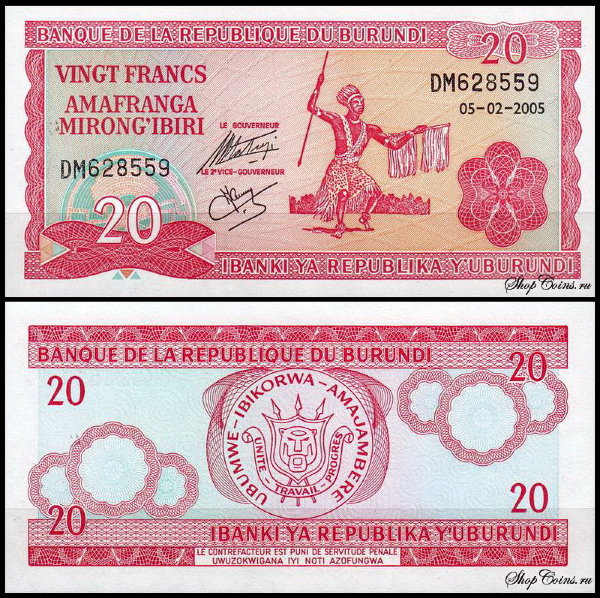 BANQUE DE LA REPUBLIQUE DU BURUNDI
20
VINGT FRANCS
AMAFRANGA
MIRONG'IBIRI
DM628559
05-02-2005
LE GOUVERNEUR
LE 2e VICE-GOUVERNEUR
DM628559
20
IBANKI YA REPUBLIKA Y'UBURUNDI
ShopCoins.ru
BANQUE DE LA REPUBLIQUE DU BURUNDI
20
20
UBUMWE - IBIKORWA - AMAJAMBERE
UNITE - TRAVAIL - PROGRES
20
20
IBANKI YA REPUBLIKA Y'UBURUNDI
LE CONTREFACTEUR EST PUNI DE SERVITUDE PENALE
UWUZOKWIGANA IYI NOTI AZOFUNGWA
ShopCoins.ru